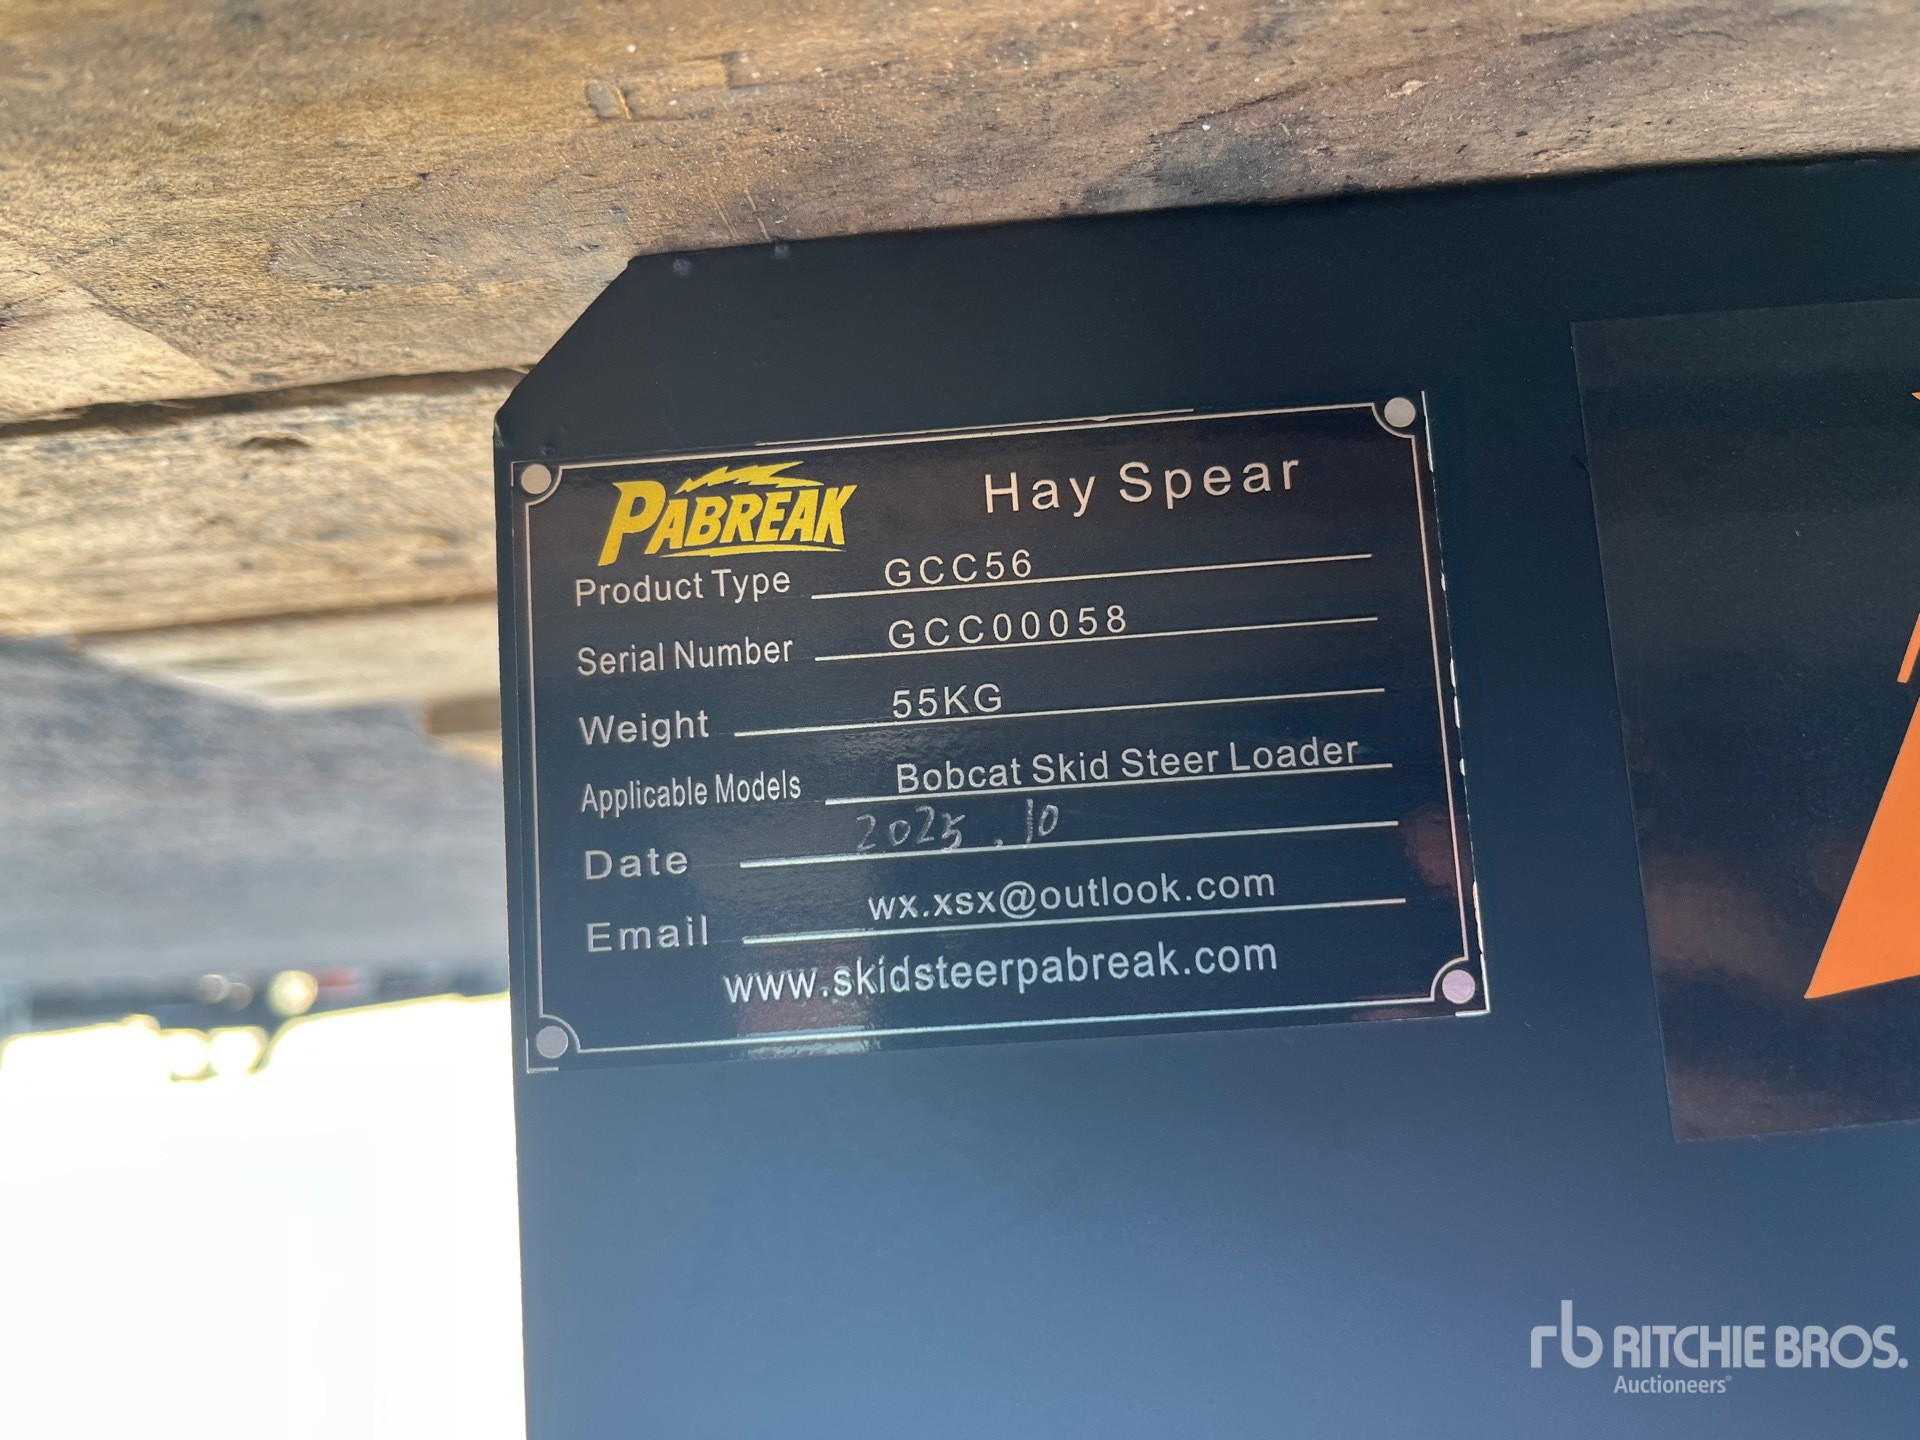 PABREAK Hay Spear
Product Type GCC56
Serial Number GCC00058
Weight 55KG
Applicable Models Bobcat Skid Steer Loader
Date 2025.10
Email wx.xsx@outlook.com
www.skidsteerpabreak.com
rb RITCHIE BROS.
Auctioneers